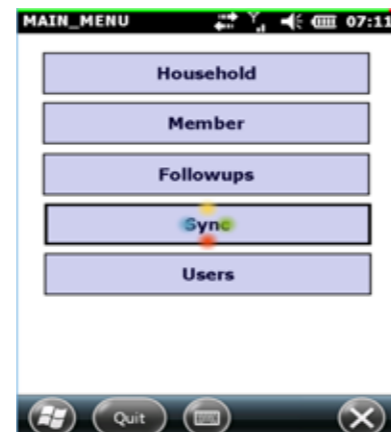 MAIN_MENU 07:11
Household
Member
Followups
Sync
Users
Quit